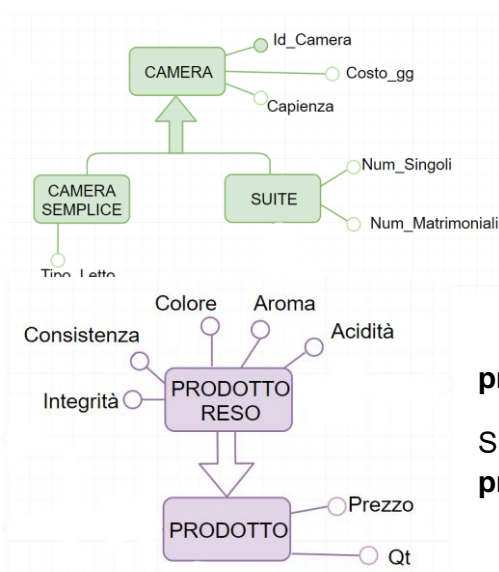 Id_Camera
CAMERA
Costo_gg
Capienza
Num_Singoli
CAMERA
SEMPLICE
SUITE
Num_Matrimoniali
Tipo_Letto
Colore
Aroma
Consistenza
Acidità
Integrità
PRODOTTO
RESO
Prezzo
PRODOTTO
Qt